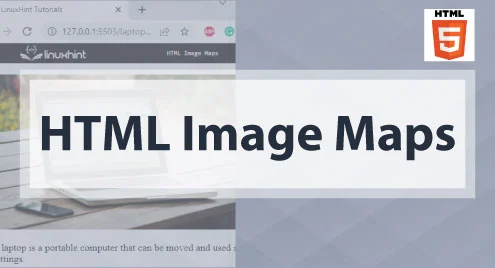 LinuxHint Tutorials
127.0.0.1:5503/laptop...
HTML
5
linuxhint
HTML Image Maps
HTML Image Maps
laptop is a portable computer that can be moved and used
ttings.